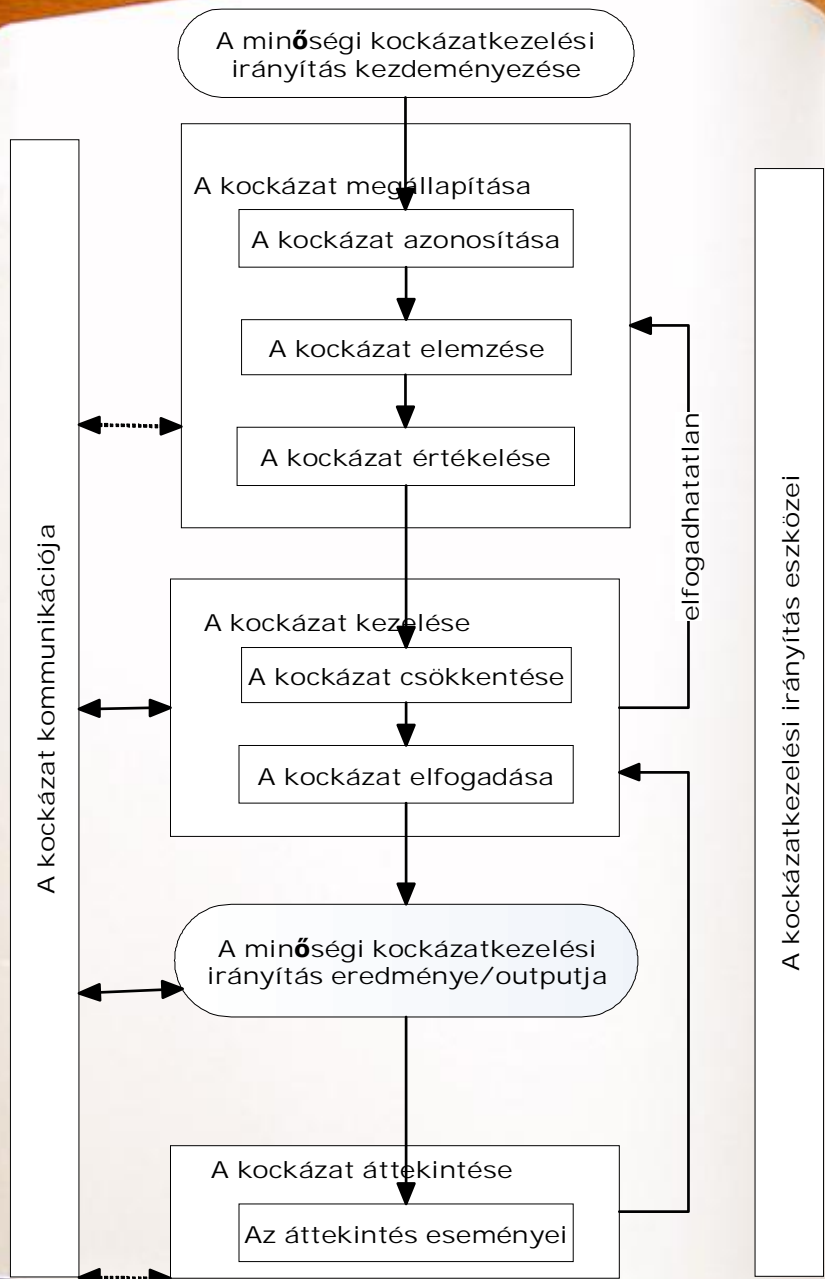 A minőségi kockázatkezelési
irányítás kezdeményezése
A kockázat megállapítása
A kockázat azonosítása
A kockázat elemzése
A kockázat értékelése
A kockázat kezelése
A kockázat csökkentése
A kockázat elfogadása
A minőségi kockázatkezelési
irányítás eredménye/outputja
A kockázat áttekintése
Az áttekintés eseményei
A kockázat kommunikációja
elfogadhatatlan
A kockázatkezelési irányítás eszközei